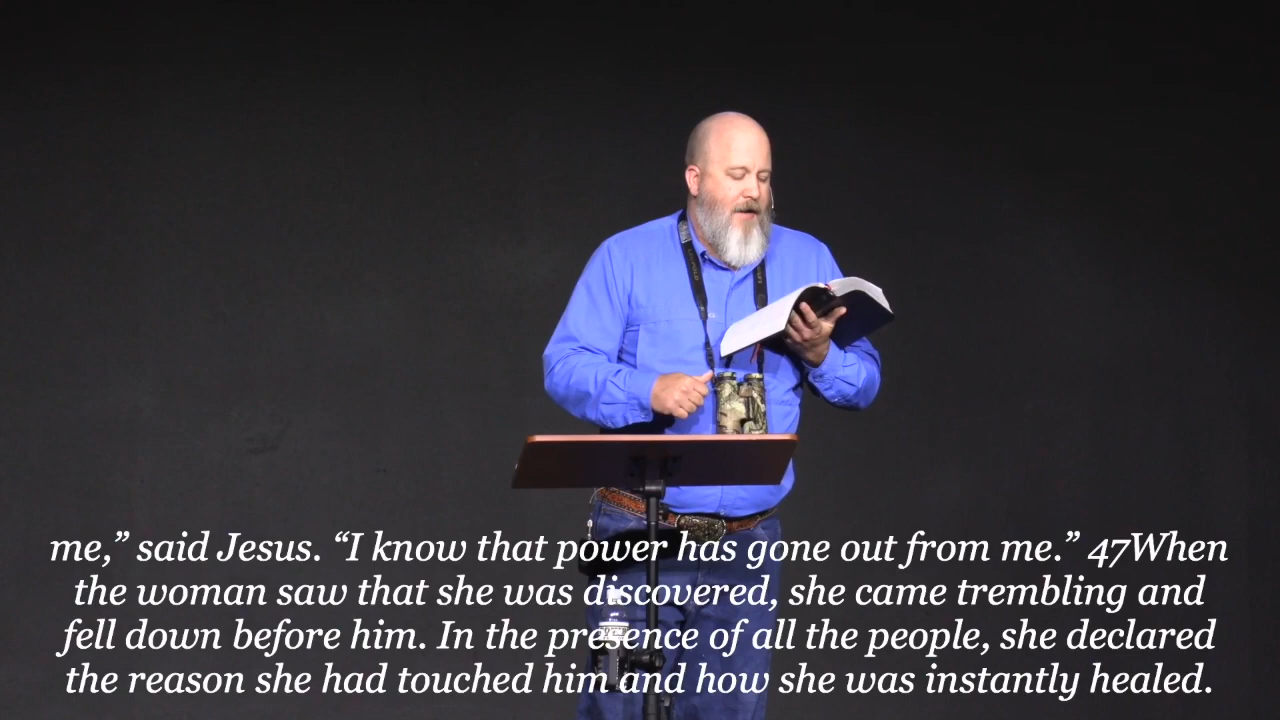 me,” said Jesus. “I know that power has gone out from me.” 47When
the woman saw that she was discovered, she came trembling and
fell down before him. In the presence of all the people, she declared
the reason she had touched him and how she was instantly healed.